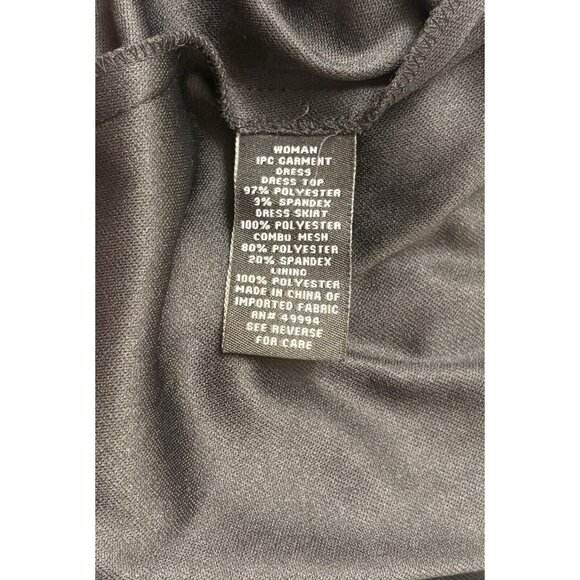 WOMAN
1PC GARMENT
DRESS
DRESS TOP
97% POLYESTER
3% SPANDEX
DRESS SKIRT
100% POLYESTER
COMBU MESH
80% POLYESTER
20% SPANDEX
LINING
100% POLYESTER
MADE IN CHINA OF
IMPORTED FABRIC
RN# 49994
SEE REVERSE
FOR CARE